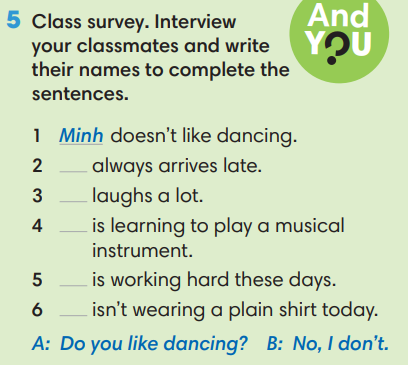 And
Y?U
5 Class survey. Interview
your classmates and write
their names to complete the
sentences.
1 Minh doesn't like dancing.
2 ___ always arrives late.
3 ___ laughs a lot.
4 ___ is learning to play a musical
instrument.
5 ___ is working hard these days.
6 ___ isn't wearing a plain shirt today.
A: Do you like dancing? B: No, I don't.